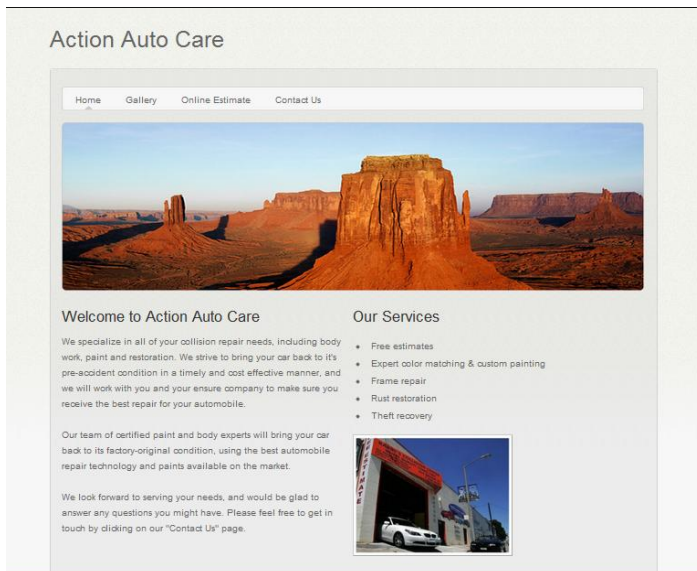 Action Auto Care
Home Gallery Online Estimate Contact Us
Welcome to Action Auto Care
We specialize in all of your collision repair needs, including body
work, paint and restoration. We strive to bring your car back to it's
pre-accident condition in a timely and cost effective manner, and
we will work with you and your ensure company to make sure you
receive the best repair for your automobile.
Our team of certified paint and body experts will bring your car
back to its factory-original condition, using the best automobile
repair technology and paints available on the market.
We look forward to serving your needs, and would be glad to
answer any questions you might have. Please feel free to get in
touch by clicking on our "Contact Us" page.
Our Services
Free estimates
Expert color matching & custom painting
Frame repair
Rust restoration
Theft recovery
ESTIMATE